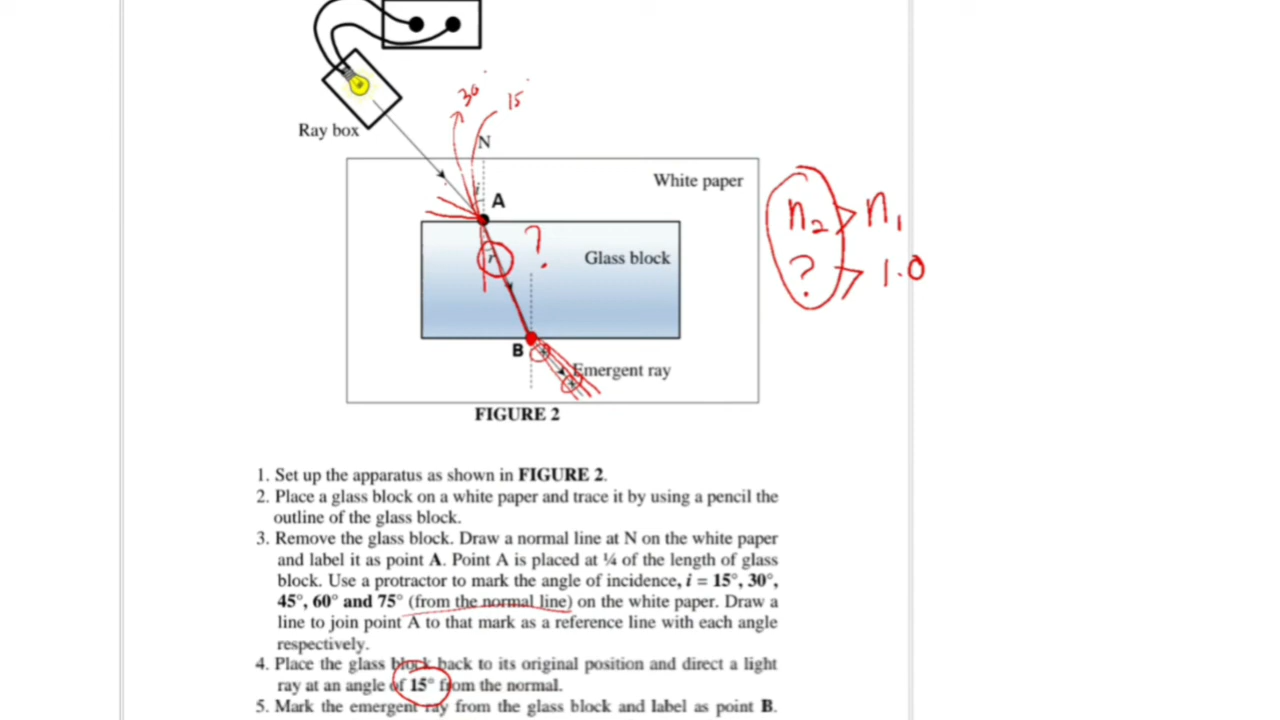 30°
15°
N
Ray box
White paper
i
A
n₂ > n₁
?
r
Glass block
? > 1.0
B
Emergent ray
FIGURE 2
1. Set up the apparatus as shown in FIGURE 2.
2. Place a glass block on a white paper and trace it by using a pencil the
outline of the glass block.
3. Remove the glass block. Draw a normal line at N on the white paper
and label it as point A. Point A is placed at ¼ of the length of glass
block. Use a protractor to mark the angle of incidence, i = 15°, 30°,
45°, 60° and 75° (from the normal line) on the white paper. Draw a
line to join point A to that mark as a reference line with each angle
respectively.
4. Place the glass block back to its original position and direct a light
ray at an angle of 15° from the normal.
5. Mark the emergent ray from the glass block and label as point B.